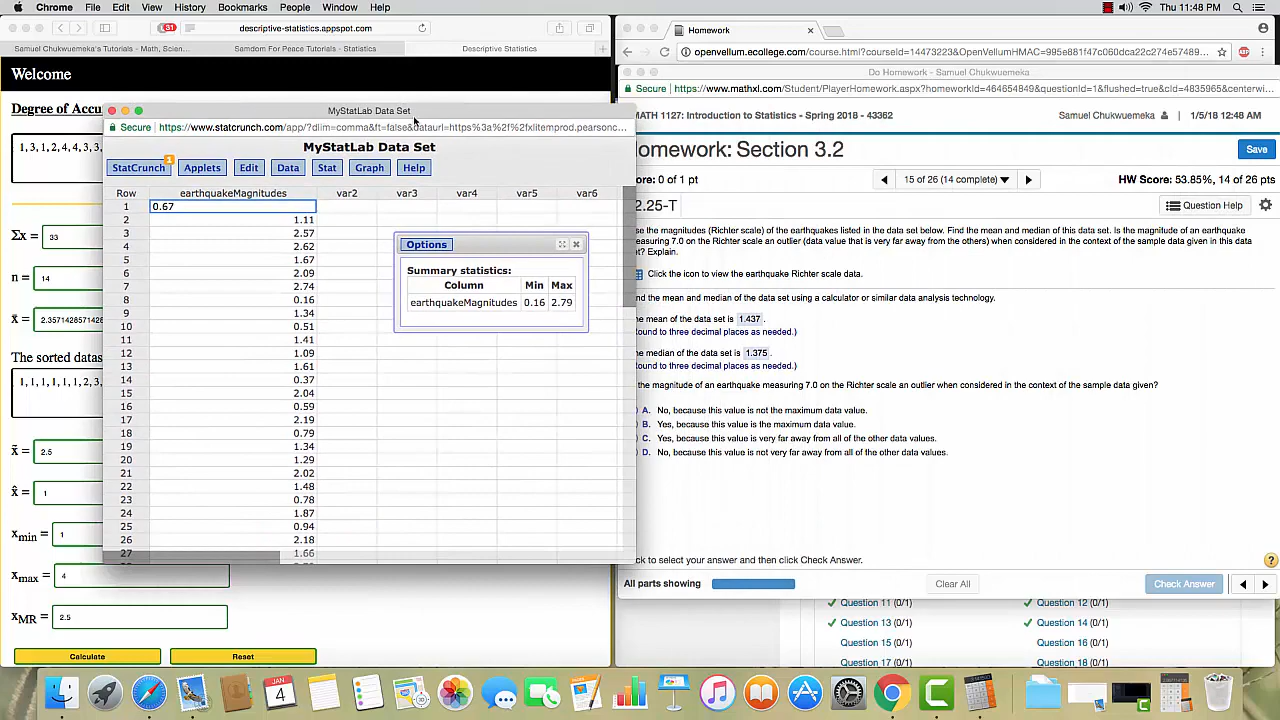 Chrome File Edit View History Bookmarks People Window Help
Thu 11:48 PM
31
descriptive-statistics.appspot.com
Samuel Chukwuemeka's Tutorials - Math, Scien...
Samdom For Peace Tutorials - Statistics
Descriptive Statistics
Welcome
Degree of Accu
1, 3, 1, 2, 4, 4, 3, 3,
Σx = 33
n = 14
x̄ = 2.3571428571428
The sorted datas
1, 1, 1, 1, 1, 1, 2, 3,
x̃ = 2.5
x̂ = 1
xmin = 1
xmax = 4
xMR = 2.5
Calculate
Reset
MyStatLab Data Set
Secure https://www.statcrunch.com/app/?dlim=comma&ft=false&dataurl=https%3a%2f%2fxlitemprod.pearsonc...
MyStatLab Data Set
StatCrunch 1 Applets Edit Data Stat Graph Help
Row earthquakeMagnitudes var2 var3 var4 var5 var6
1 0.67
2 1.11
3 2.57
4 2.62
5 1.67
6 2.09
7 2.74
8 0.16
9 1.34
10 0.51
11 1.41
12 1.09
13 1.61
14 0.37
15 2.04
16 0.59
17 2.19
18 0.79
19 1.34
20 1.29
21 2.02
22 1.48
23 0.78
24 1.87
25 0.94
26 2.18
27 1.66
Options
Summary statistics:
Column Min Max
earthquakeMagnitudes 0.16 2.79
Homework
openvellum.ecollege.com/course.html?courseId=14473223&OpenVellumHMAC=995e881f47c060dca22c274e57489...
Do Homework - Samuel Chukwuemeka
Secure https://www.mathxl.com/Student/PlayerHomework.aspx?homeworkId=464654849&questionId=1&flushed=true&cId=4835965&centerwi...
MATH 1127: Introduction to Statistics - Spring 2018 - 43362
Samuel Chukwuemeka
1/5/18 12:48 AM
omework: Section 3.2
Save
core: 0 of 1 pt
15 of 26 (14 complete)
HW Score: 53.85%, 14 of 26 pts
2.25-T
Question Help
se the magnitudes (Richter scale) of the earthquakes listed in the data set below. Find the mean and median of this data set. Is the magnitude of an earthquake
easuring 7.0 on the Richter scale an outlier (data value that is very far away from the others) when considered in the context of the sample data given in this data
et? Explain.
Click the icon to view the earthquake Richter scale data.
nd the mean and median of the data set using a calculator or similar data analysis technology.
he mean of the data set is 1.437.
ound to three decimal places as needed.)
he median of the data set is 1.375.
ound to three decimal places as needed.)
the magnitude of an earthquake measuring 7.0 on the Richter scale an outlier when considered in the context of the sample data given?
A. No, because this value is not the maximum data value.
B. Yes, because this value is the maximum data value.
C. Yes, because this value is very far away from all of the other data values.
D. No, because this value is not very far away from all of the other data values.
ck to select your answer and then click Check Answer.
All parts showing
Clear All
Check Answer
Question 11 (0/1)
Question 12 (0/1)
Question 13 (0/1)
Question 14 (0/1)
Question 15 (0/1)
Question 16 (0/1)
Question 17 (0/1)
Question 18 (0/1)
JAN
4